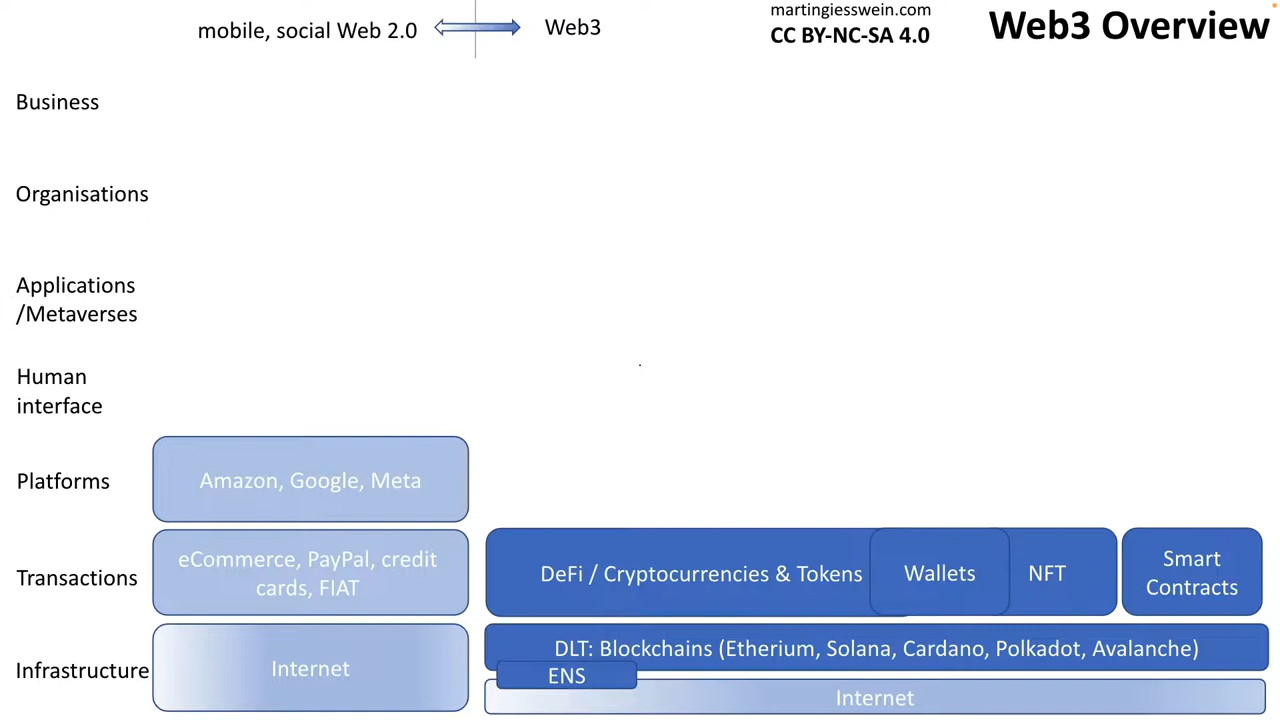 mobile, social Web 2.0
Web3
martingiesswein.com
CC BY-NC-SA 4.0
Web3 Overview
Business
Organisations
Applications
/Metaverses
Human
interface
Platforms
Amazon, Google, Meta
Transactions
eCommerce, PayPal, credit
cards, FIAT
DeFi / Cryptocurrencies & Tokens
Wallets
NFT
Smart
Contracts
Infrastructure
Internet
DLT: Blockchains (Etherium, Solana, Cardano, Polkadot, Avalanche)
ENS
Internet